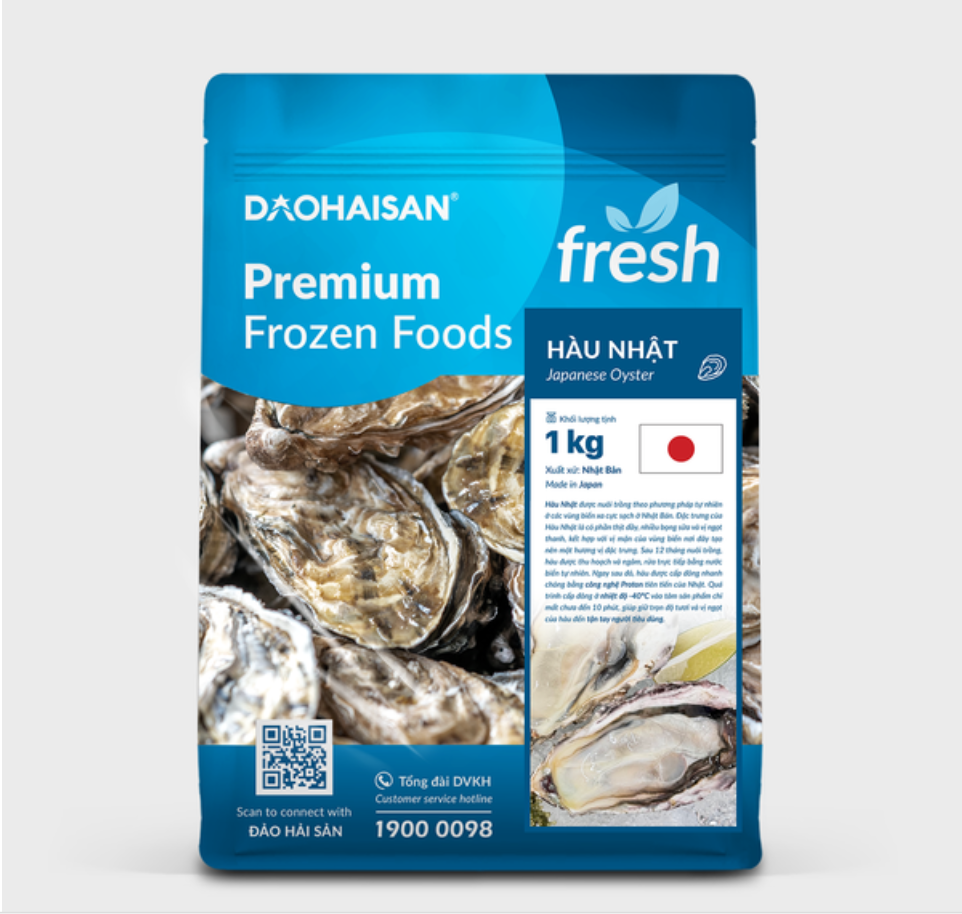 DAOHAISAN®
Premium
Frozen Foods
fresh
HÀU NHẬT
Japanese Oyster
Khối lượng tịnh
1 kg
Xuất xứ: Nhật Bản
Made in Japan
Hàu Nhật được nuôi trồng theo phương pháp tự nhiên
ở các vùng biển xa cực sạch ở Nhật Bản. Đặc trưng của
Hàu Nhật là có phần thịt đầy, nhiều bọng sữa và vị ngọt
thanh, kết hợp với vị mặn của vùng biển nơi đây tạo
nên một hương vị đặc trưng. Sau 12 tháng nuôi trồng,
hàu được thu hoạch và ngâm, rửa trực tiếp bằng nước
biển tự nhiên. Ngay sau đó, hàu được cấp đông nhanh
chóng bằng công nghệ Proton tiên tiến của Nhật. Quá
trình cấp đông ở nhiệt độ -40°C vào tâm sản phẩm chỉ
mất chưa đến 10 phút, giúp giữ trọn độ tươi và vị ngọt
của hàu đến tận tay người tiêu dùng.
Scan to connect with
ĐẢO HẢI SẢN
Tổng đài DVKH
Customer service hotline
1900 0098